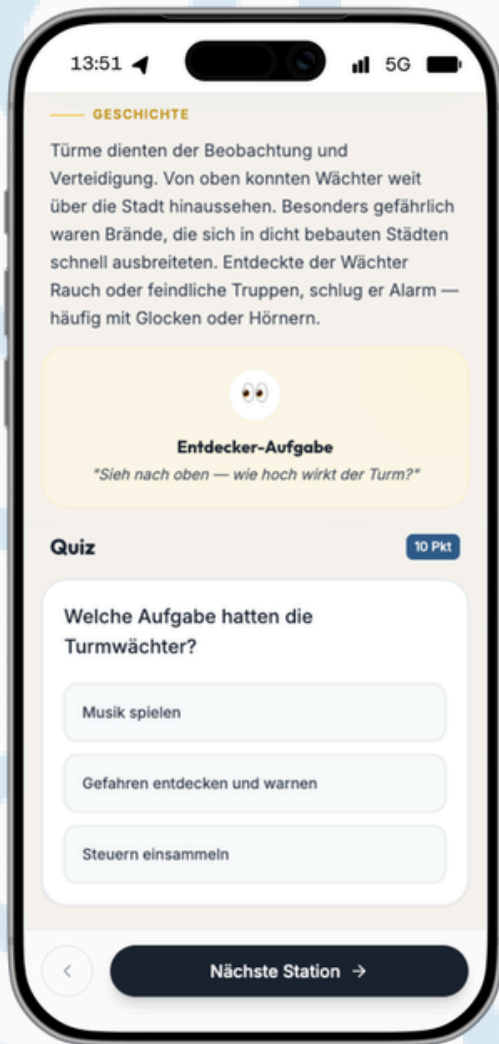 13:51
5G
GESCHICHTE
Türme dienten der Beobachtung und
Verteidigung. Von oben konnten Wächter weit
über die Stadt hinaussehen. Besonders gefährlich
waren Brände, die sich in dicht bebauten Städten
schnell ausbreiteten. Entdeckte der Wächter
Rauch oder feindliche Truppen, schlug er Alarm —
häufig mit Glocken oder Hörnern.
Entdecker-Aufgabe
"Sieh nach oben — wie hoch wirkt der Turm?"
Quiz
10 Pkt
Welche Aufgabe hatten die
Turmwächter?
Musik spielen
Gefahren entdecken und warnen
Steuern einsammeln
Nächste Station →